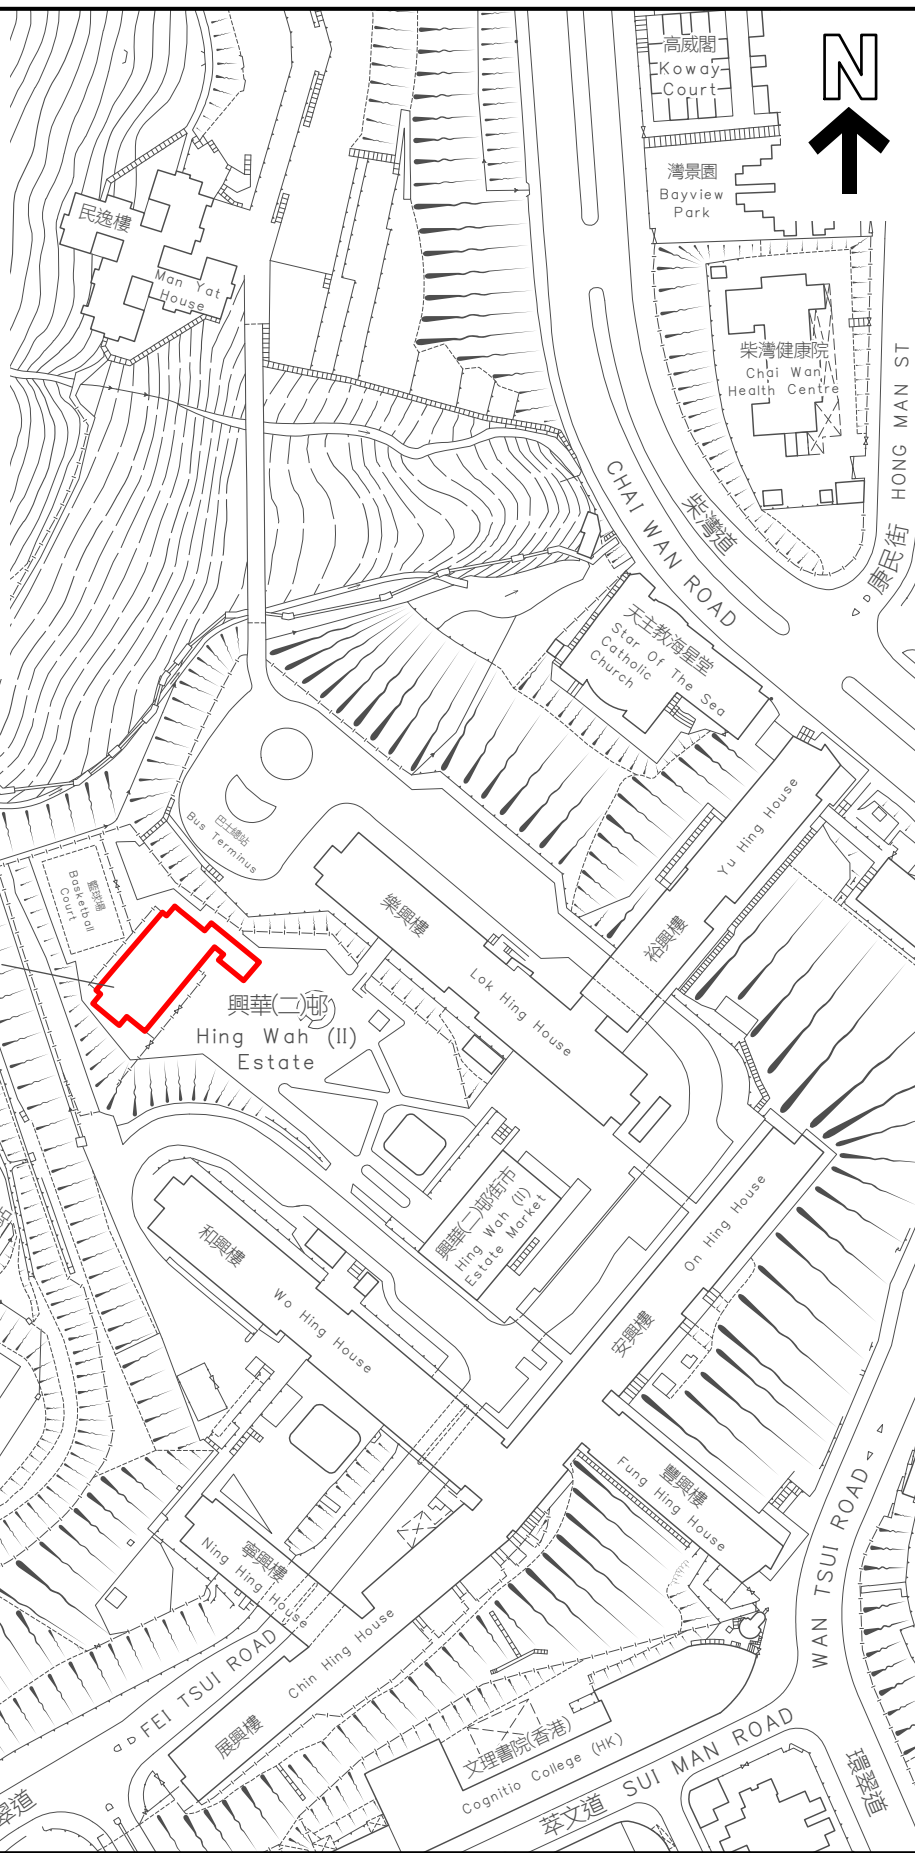 N
高威閣
Koway
Court
灣景園
Bayview
Park
民逸樓
Man Yat
House
柴灣健康院
Chai Wan
Health Centre
HONG MAN ST
康民街
CHAI WAN ROAD
柴灣道
天主教海星堂
Star Of The Sea
Catholic
Church
巴士總站
Bus Terminus
籃球場
Basketball
Court
樂興樓
Lok Hing House
Yu Hing House
裕興樓
興華(二)邨
Hing Wah (II)
Estate
興華(二)邨街市
Hing Wah (II)
Estate Market
On Hing House
安興樓
和興樓
Wo Hing House
豐興樓
Fung Hing House
寧興樓
Ning Hing House
Chin Hing House
展興樓
FEI TSUI ROAD
翠道
WAN TSUI ROAD
環翠道
文理書院(香港)
Cognitio College (HK)
萃文道 SUI MAN ROAD